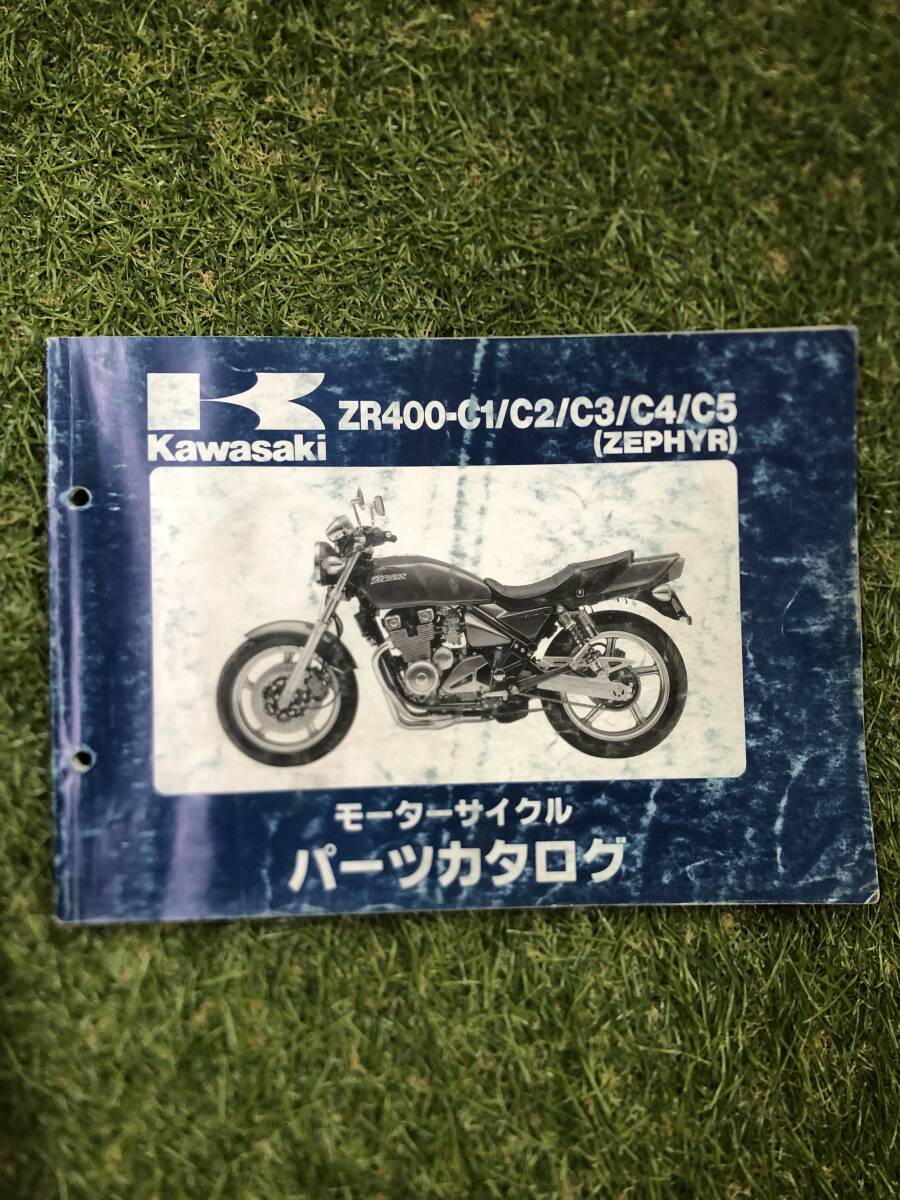 Kawasaki
ZR400-C1/C2/C3/C4/C5
(ZEPHYR)
ZEPHYR
モーターサイクル
パーツカタログ